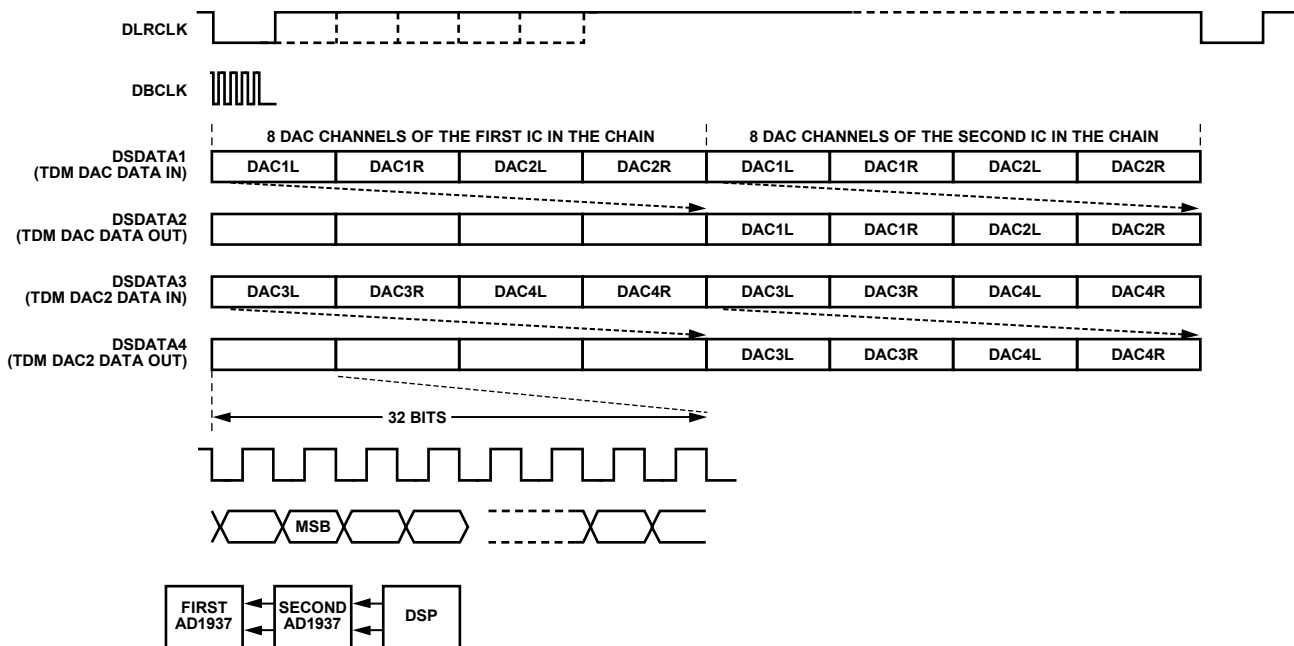 DLRCLK
DBCLK
8 DAC CHANNELS OF THE FIRST IC IN THE CHAIN
8 DAC CHANNELS OF THE SECOND IC IN THE CHAIN
DSDATA1
(TDM DAC DATA IN)
DAC1L DAC1R DAC2L DAC2R DAC1L DAC1R DAC2L DAC2R
DSDATA2
(TDM DAC DATA OUT)
DAC1L DAC1R DAC2L DAC2R
DSDATA3
(TDM DAC2 DATA IN)
DAC3L DAC3R DAC4L DAC4R DAC3L DAC3R DAC4L DAC4R
DSDATA4
(TDM DAC2 DATA OUT)
DAC3L DAC3R DAC4L DAC4R
32 BITS
MSB
FIRST
AD1937
SECOND
AD1937
DSP